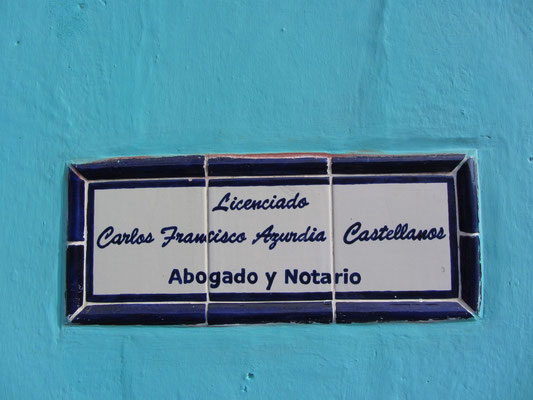 Licenciado
Carlos Francisco Azurdia Castellanos
Abogado y Notario